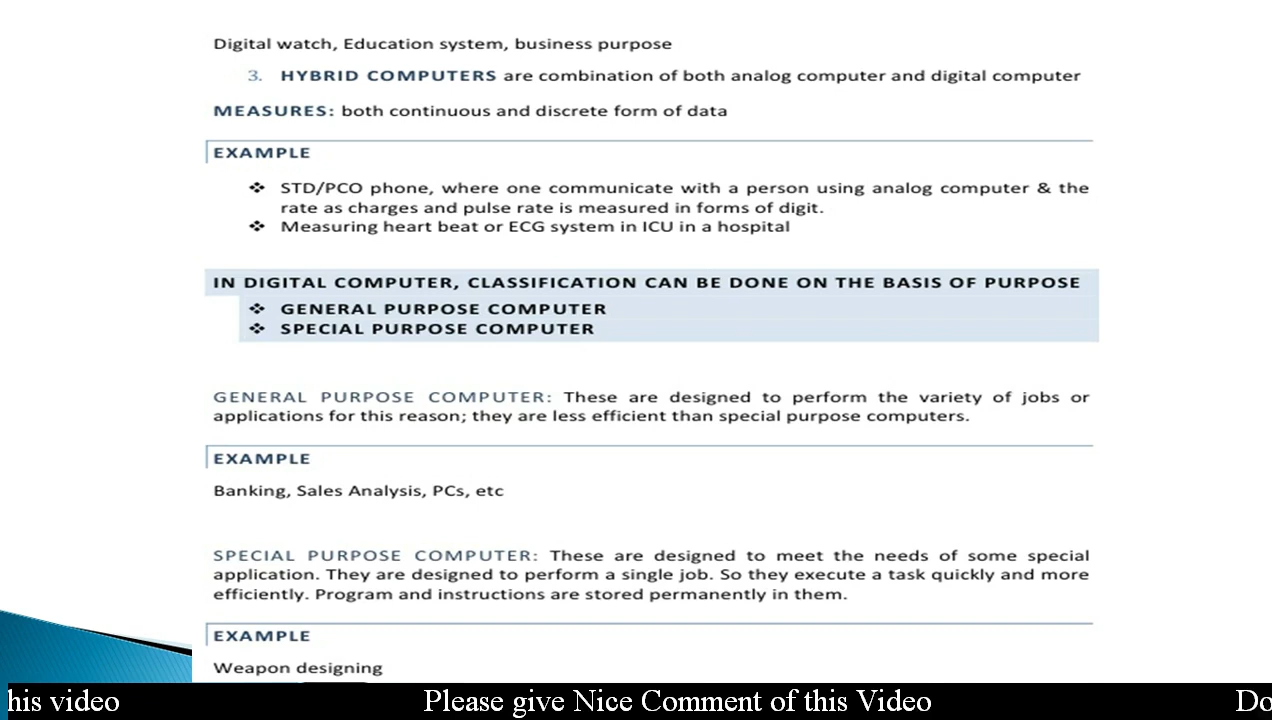 Digital watch, Education system, business purpose
3. HYBRID COMPUTERS are combination of both analog computer and digital computer
MEASURES: both continuous and discrete form of data
EXAMPLE
❖ STD/PCO phone, where one communicate with a person using analog computer & the
rate as charges and pulse rate is measured in forms of digit.
❖ Measuring heart beat or ECG system in ICU in a hospital
IN DIGITAL COMPUTER, CLASSIFICATION CAN BE DONE ON THE BASIS OF PURPOSE
❖ GENERAL PURPOSE COMPUTER
❖ SPECIAL PURPOSE COMPUTER
GENERAL PURPOSE COMPUTER: These are designed to perform the variety of jobs or
applications for this reason; they are less efficient than special purpose computers.
EXAMPLE
Banking, Sales Analysis, PCs, etc
SPECIAL PURPOSE COMPUTER: These are designed to meet the needs of some special
application. They are designed to perform a single job. So they execute a task quickly and more
efficiently. Program and instructions are stored permanently in them.
EXAMPLE
Weapon designing
his video Please give Nice Comment of this Video Do